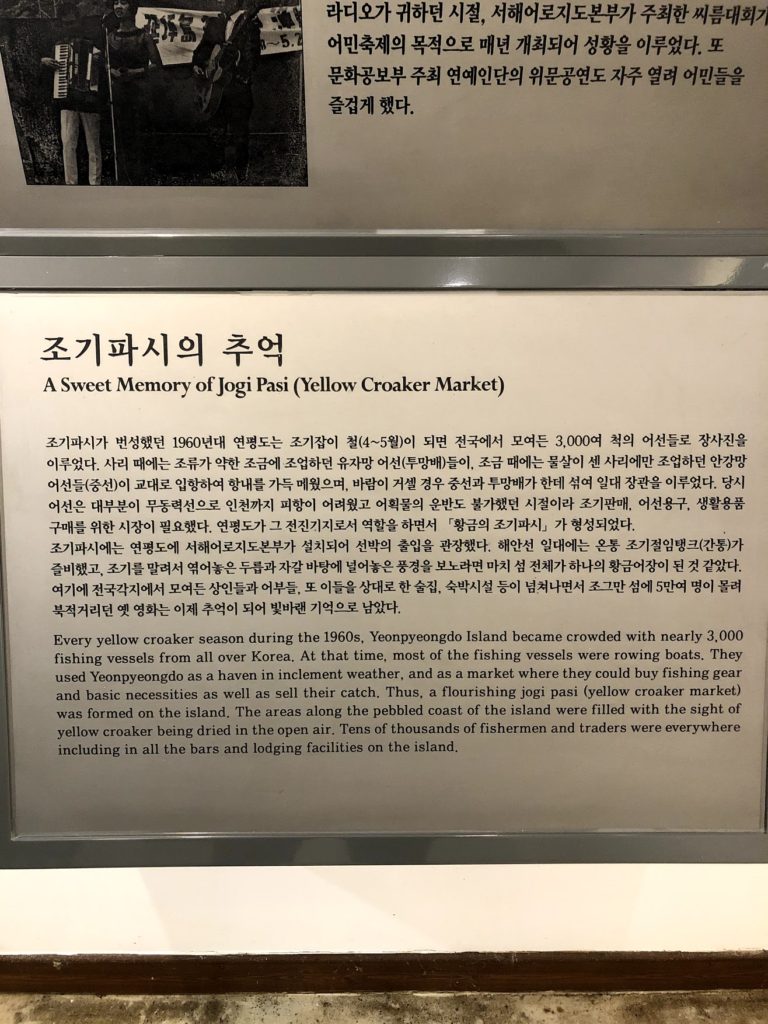 라디오가 귀하던 시절, 서해어로지도본부가 주최한 씨름대회가
어민축제의 목적으로 매년 개최되어 성황을 이루었다. 또
문화공보부 주최 연예인단의 위문공연도 자주 열려 어민들을
즐겁게 했다.
조기파시의 추억
A Sweet Memory of Jogi Pasi (Yellow Croaker Market)
조기파시가 번성했던 1960년대 연평도는 조기잡이 철(4~5월)이 되면 전국에서 모여든 3,000여 척의 어선들로 장사진을
이루었다. 사리 때에는 조류가 약한 조금에 조업하던 유자망 어선(투망배)들이, 조금 때에는 물살이 센 사리에만 조업하던 안강망
어선들(중선)이 교대로 입항하여 항내를 가득 메웠으며, 바람이 거셀 경우 중선과 투망배가 한데 섞여 일대 장관을 이루었다. 당시
어선은 대부분이 무동력선으로 인천까지 피항이 어려웠고 어획물의 운반도 불가했던 시절이라 조기판매, 어선용구, 생활용품
구매를 위한 시장이 필요했다. 연평도가 그 전진기지로서 역할을 하면서 「황금의 조기파시」가 형성되었다.
조기파시에는 연평도에 서해어로지도본부가 설치되어 선박의 출입을 관장했다. 해안선 일대에는 온통 조기절임탱크(간통)가
즐비했고, 조기를 말려서 엮어놓은 두릅과 자갈 바탕에 널어놓은 풍경을 보노라면 마치 섬 전체가 하나의 황금어장이 된 것 같았다.
여기에 전국각지에서 모여든 상인들과 어부들, 또 이들을 상대로 한 술집, 숙박시설 등이 넘쳐나면서 조그만 섬에 5만여 명이 몰려
북적거리던 옛 영화는 이제 추억이 되어 빛바랜 기억으로 남았다.
Every yellow croaker season during the 1960s, Yeonpyeongdo Island became crowded with nearly 3,000
fishing vessels from all over Korea. At that time, most of the fishing vessels were rowing boats. They
used Yeonpyeongdo as a haven in inclement weather, and as a market where they could buy fishing gear
and basic necessities as well as sell their catch. Thus, a flourishing jogi pasi (yellow croaker market)
was formed on the island. The areas along the pebbled coast of the island were filled with the sight of
yellow croaker being dried in the open air. Tens of thousands of fishermen and traders were everywhere
including in all the bars and lodging facilities on the island.